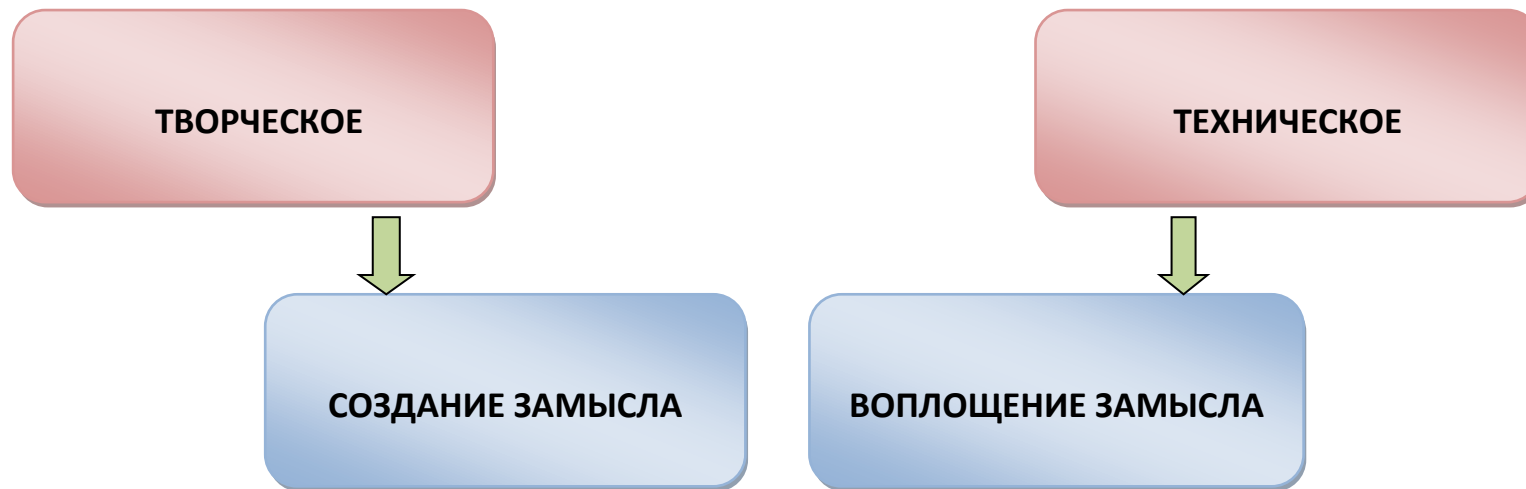 ТВОРЧЕСКОЕ
ТЕХНИЧЕСКОЕ
СОЗДАНИЕ ЗАМЫСЛА
ВОПЛОЩЕНИЕ ЗАМЫСЛА